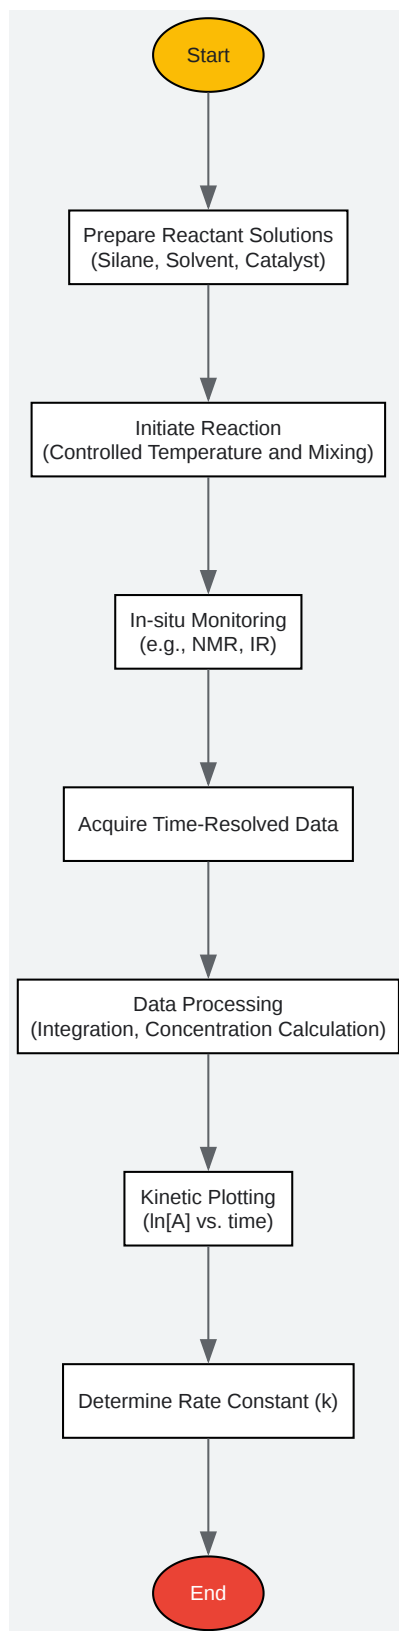 Start
Prepare Reactant Solutions
(Silane, Solvent, Catalyst)
Initiate Reaction
(Controlled Temperature and Mixing)
In-situ Monitoring
(e.g., NMR, IR)
Acquire Time-Resolved Data
Data Processing
(Integration, Concentration Calculation)
Kinetic Plotting
(ln[A] vs. time)
Determine Rate Constant (k)
End